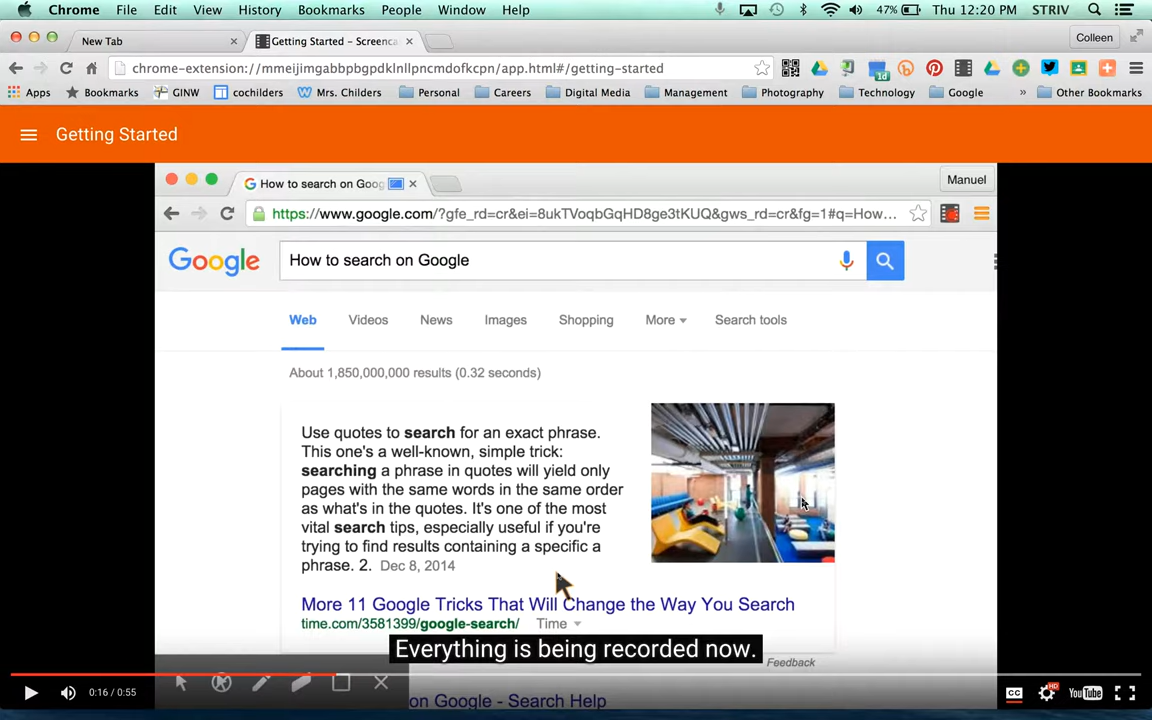 Chrome File Edit View History Bookmarks People Window Help 47% Thu 12:20 PM STRIV
New Tab Getting Started – Screenca Colleen
chrome-extension://mmeijimgabbpbgpdklnllpncmdofkcpn/app.html#/getting-started
Apps Bookmarks GINW cochilders Mrs. Childers Personal Careers Digital Media Management Photography Technology Google » Other Bookmarks
Getting Started
How to search on Goog Manuel
https://www.google.com/?gfe_rd=cr&ei=8ukTVoqbGqHD8ge3tKUQ&gws_rd=cr&fg=1#q=How...
Google How to search on Google
Web Videos News Images Shopping More Search tools
About 1,850,000,000 results (0.32 seconds)
Use quotes to search for an exact phrase.
This one's a well-known, simple trick:
searching a phrase in quotes will yield only
pages with the same words in the same order
as what's in the quotes. It's one of the most
vital search tips, especially useful if you're
trying to find results containing a specific a
phrase. 2. Dec 8, 2014
More 11 Google Tricks That Will Change the Way You Search
time.com/3581399/google-search/ Time
Everything is being recorded now.
Feedback
0:16 / 0:55 on Google - Search Help CC HD YouTube